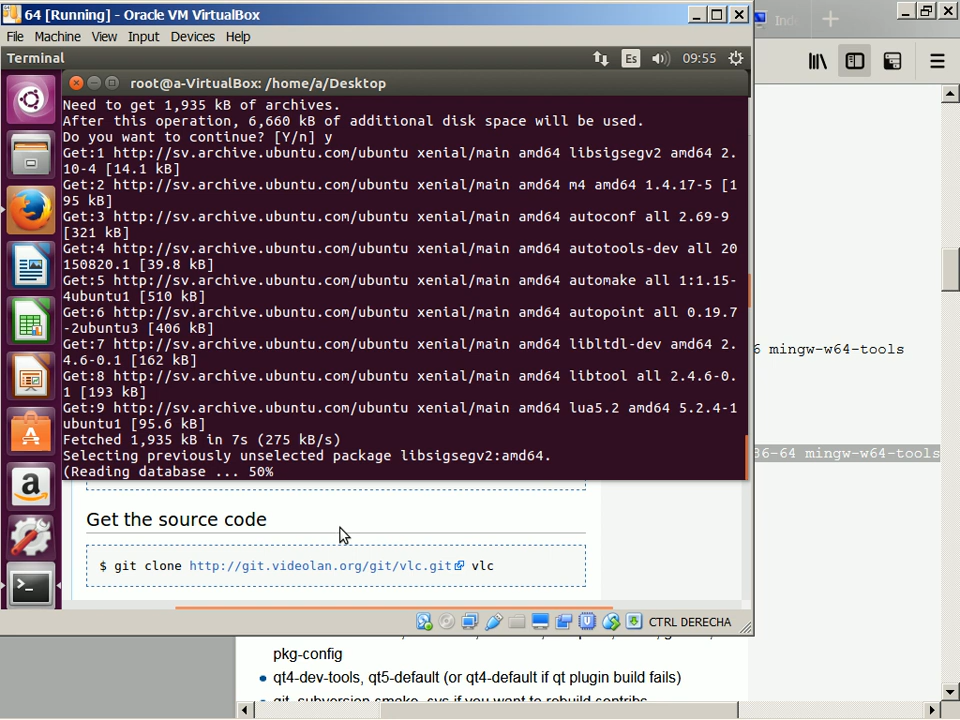 64 [Running] - Oracle VM VirtualBox
File Machine View Input Devices Help
Terminal
Es
09:55
root@a-VirtualBox: /home/a/Desktop
Need to get 1,935 kB of archives.
After this operation, 6,660 kB of additional disk space will be used.
Do you want to continue? [Y/n] y
Get:1 http://sv.archive.ubuntu.com/ubuntu xenial/main amd64 libsigsegv2 amd64 2.
10-4 [14.1 kB]
Get:2 http://sv.archive.ubuntu.com/ubuntu xenial/main amd64 m4 amd64 1.4.17-5 [1
95 kB]
Get:3 http://sv.archive.ubuntu.com/ubuntu xenial/main amd64 autoconf all 2.69-9
[321 kB]
Get:4 http://sv.archive.ubuntu.com/ubuntu xenial/main amd64 autotools-dev all 20
150820.1 [39.8 kB]
Get:5 http://sv.archive.ubuntu.com/ubuntu xenial/main amd64 automake all 1:1.15-
4ubuntu1 [510 kB]
Get:6 http://sv.archive.ubuntu.com/ubuntu xenial/main amd64 autopoint all 0.19.7
-2ubuntu3 [406 kB]
Get:7 http://sv.archive.ubuntu.com/ubuntu xenial/main amd64 libltdl-dev amd64 2.
4.6-0.1 [162 kB]
Get:8 http://sv.archive.ubuntu.com/ubuntu xenial/main amd64 libtool all 2.4.6-0.
1 [193 kB]
Get:9 http://sv.archive.ubuntu.com/ubuntu xenial/main amd64 lua5.2 amd64 5.2.4-1
ubuntu1 [95.6 kB]
Fetched 1,935 kB in 7s (275 kB/s)
Selecting previously unselected package libsigsegv2:amd64.
(Reading database ... 50%
Get the source code
$ git clone http://git.videolan.org/git/vlc.git vlc
CTRL DERECHA
Inde
6 mingw-w64-tools
36-64 mingw-w64-tools
pkg-config
qt4-dev-tools, qt5-default (or qt4-default if qt plugin build fails)
git, subversion cmake, cvs if you want to rebuild contribs